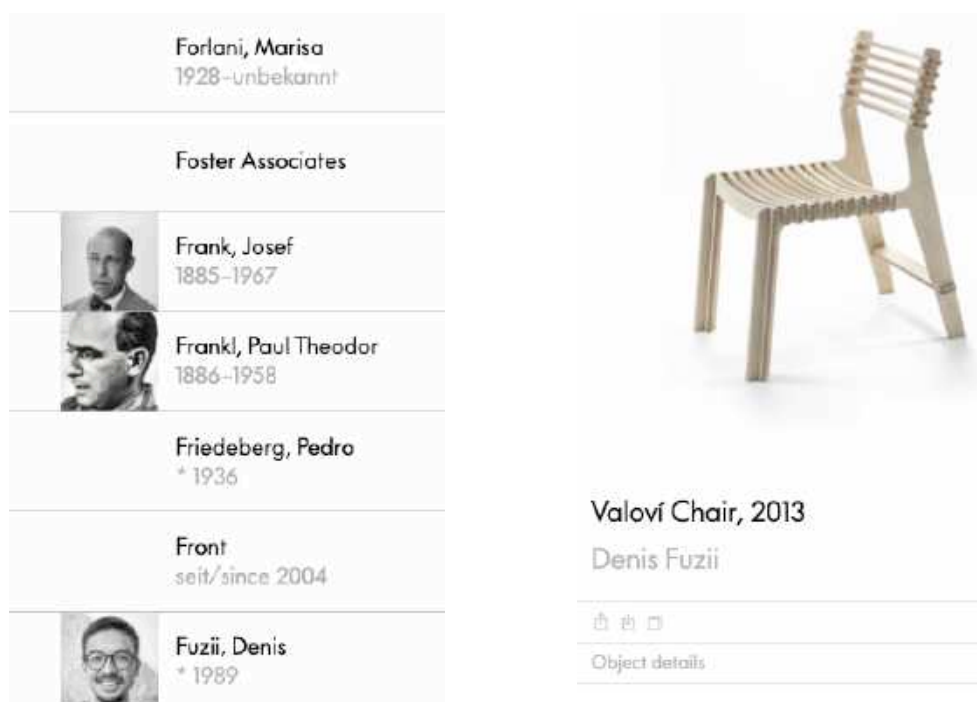 Forlani, Marisa
1928–unbekannt
Foster Associates
Frank, Josef
1885–1967
Frankl, Paul Theodor
1886–1958
Friedeberg, Pedro
* 1936
Front
seit/since 2004
Fuzii, Denis
* 1989
Valoví Chair, 2013
Denis Fuzii
Object details